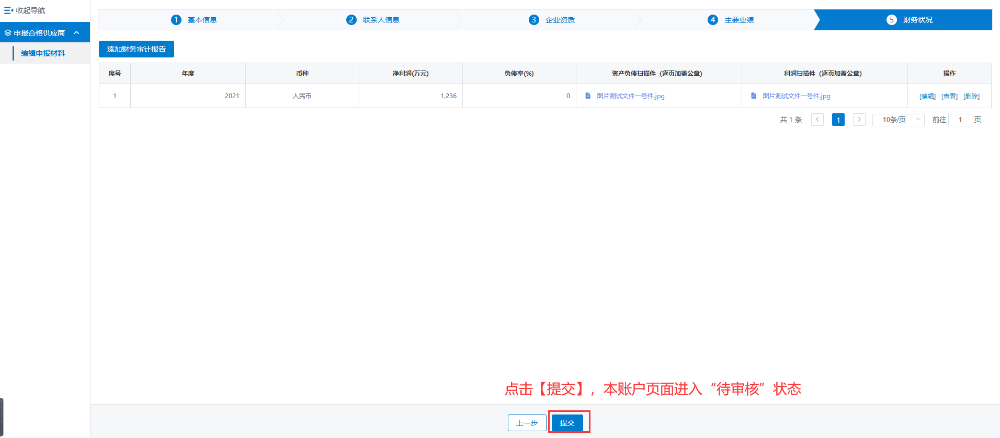 收起导航
申报合格供应商
编辑申报材料
1 基本信息 2 联系人信息 3 企业资质 4 主要业绩 5 财务状况
添加财务审计报告
序号 年度 币种 净利润(万元) 负债率(%) 资产负债扫描件（逐页加盖公章） 利润扫描件（逐页加盖公章） 操作
1 2021 人民币 1,236 0 图片测试文件一号件.jpg 图片测试文件一号件.jpg [编辑] [查看] [删除]
共 1 条 1 10条/页 前往 1 页
点击【提交】，本账户页面进入“待审核”状态
上一步 提交